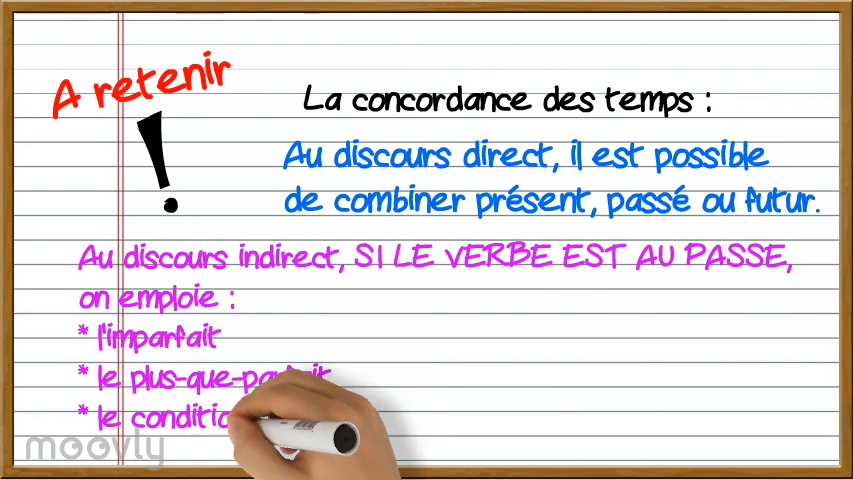 A retenir
!
La concordance des temps :
Au discours direct, il est possible
de combiner présent, passé ou futur.
Au discours indirect, SI LE VERBE EST AU PASSE,
on emploie :
* l'imparfait
* le
* le
moovly